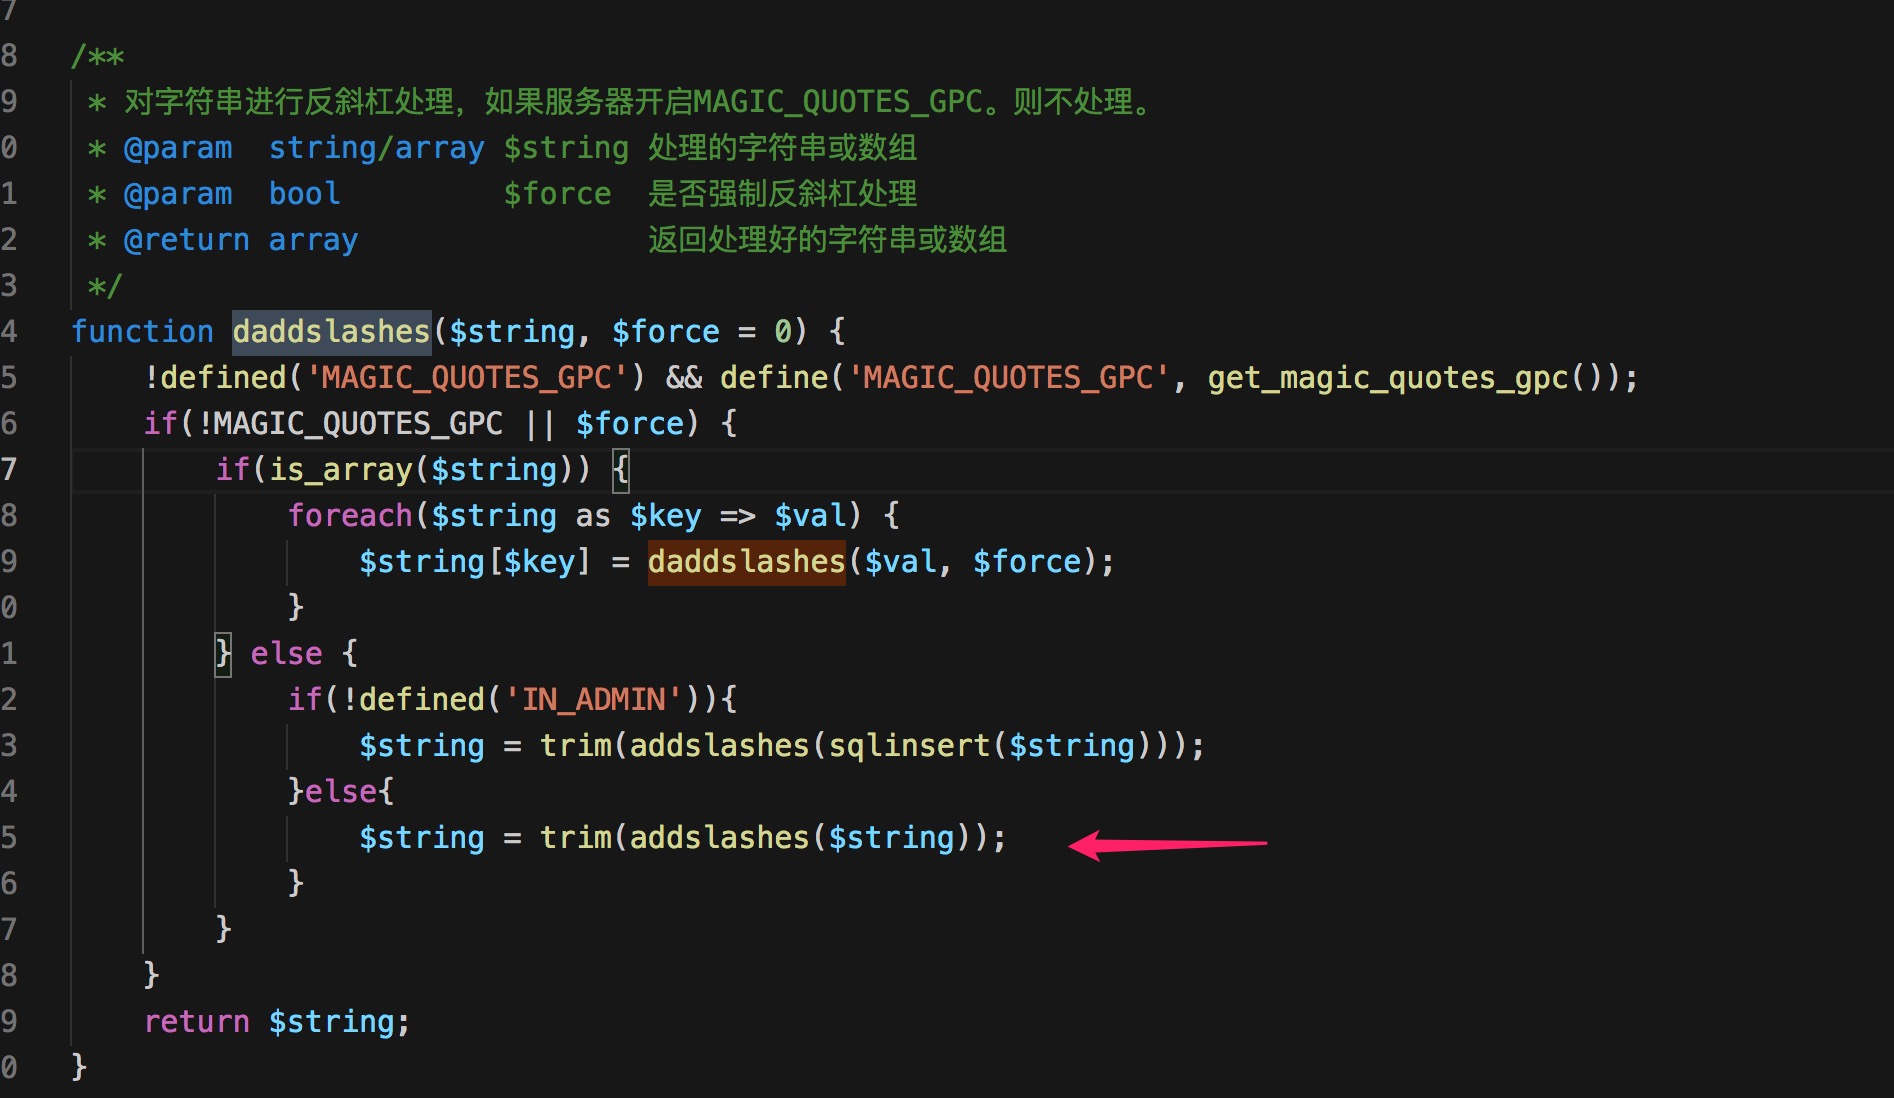 7
8 /**
9 * 对字符串进行反斜杠处理，如果服务器开启MAGIC_QUOTES_GPC。则不处理。
0 * @param  string/array $string 处理的字符串或数组
1 * @param  bool         $force  是否强制反斜杠处理
2 * @return array                返回处理好的字符串或数组
3 */
4 function daddslashes($string, $force = 0) {
5     !defined('MAGIC_QUOTES_GPC') && define('MAGIC_QUOTES_GPC', get_magic_quotes_gpc());
6     if(!MAGIC_QUOTES_GPC || $force) {
7         if(is_array($string)) {
8             foreach($string as $key => $val) {
9                 $string[$key] = daddslashes($val, $force);
0             }
1         } else {
2             if(!defined('IN_ADMIN')){
3                 $string = trim(addslashes(sqlinsert($string)));
4             }else{
5                 $string = trim(addslashes($string));
6             }
7         }
8     }
9     return $string;
0 }